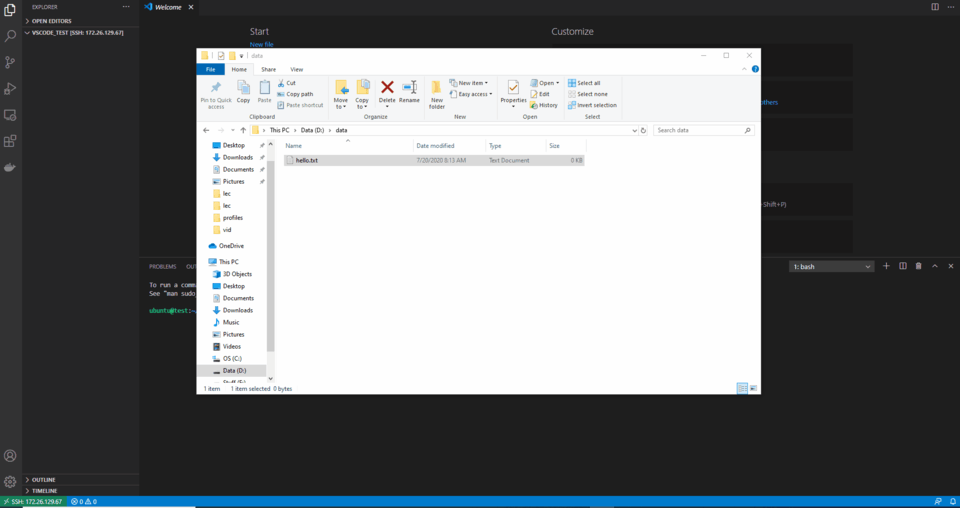 EXPLORER
Welcome
OPEN EDITORS
VSCODE_TEST [SSH: 172.26.129.67]
Start
Customize
New file
data
File Home Share View
Pin to Quick access
Copy
Paste
Cut
Copy path
Paste shortcut
Move to
Copy to
Delete
Rename
New folder
New item
Easy access
Properties
Open
Edit
History
Select all
Select none
Invert selection
Clipboard Organize New Open Select
others
This PC > Data (D:) > data
Search data
Name Date modified Type Size
hello.txt 7/20/2020 8:13 AM Text Document 0 KB
Desktop
Downloads
Documents
Pictures
lec
lec
profiles
vid
OneDrive
This PC
3D Objects
Desktop
Documents
Downloads
Music
Pictures
Videos
OS (C:)
Data (D:)
Stuff (E:)
1 item 1 item selected 0 bytes
+Shift+P)
PROBLEMS OU
1: bash
To run a comma
See "man sudo_
ubuntu@test:~/
OUTLINE
TIMELINE
SSH: 172.26.129.67 0 0